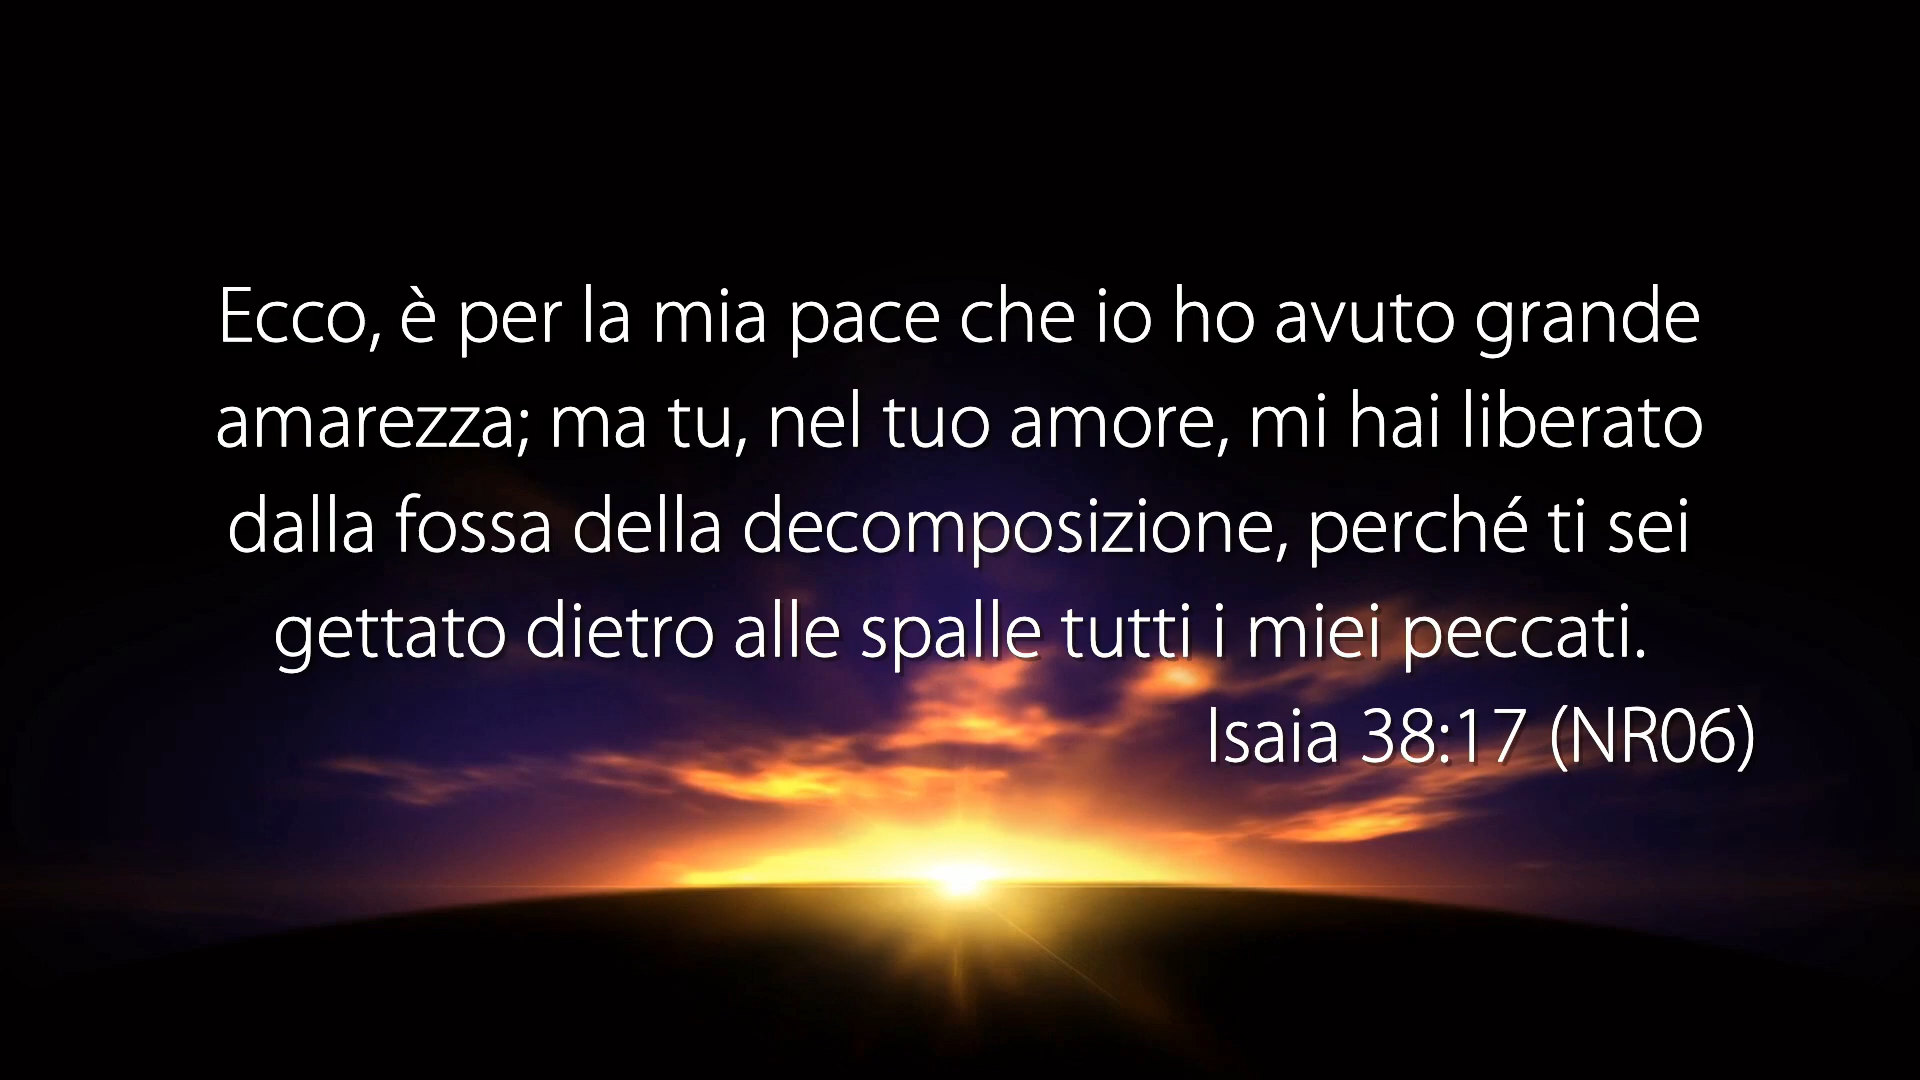 Ecco, è per la mia pace che io ho avuto grande
amarezza; ma tu, nel tuo amore, mi hai liberato
dalla fossa della decomposizione, perché ti sei
gettato dietro alle spalle tutti i miei peccati.
Isaia 38:17 (NR06)